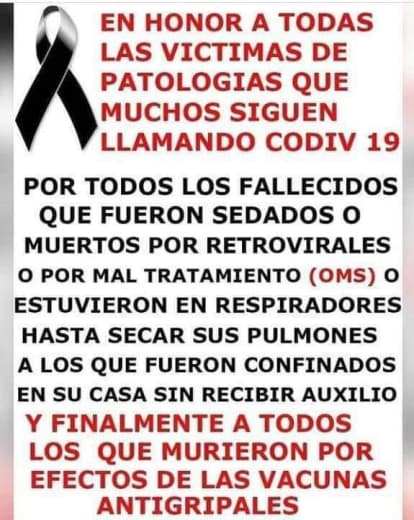 EN HONOR A TODAS
LAS VICTIMAS DE
PATOLOGIAS QUE
MUCHOS SIGUEN
LLAMANDO CODIV 19
POR TODOS LOS FALLECIDOS
QUE FUERON SEDADOS O
MUERTOS POR RETROVIRALES
O POR MAL TRATAMIENTO (OMS) O
ESTUVIERON EN RESPIRADORES
HASTA SECAR SUS PULMONES
A LOS QUE FUERON CONFINADOS
EN SU CASA SIN RECIBIR AUXILIO
Y FINALMENTE A TODOS
LOS QUE MURIERON POR
EFECTOS DE LAS VACUNAS
ANTIGRIPALES